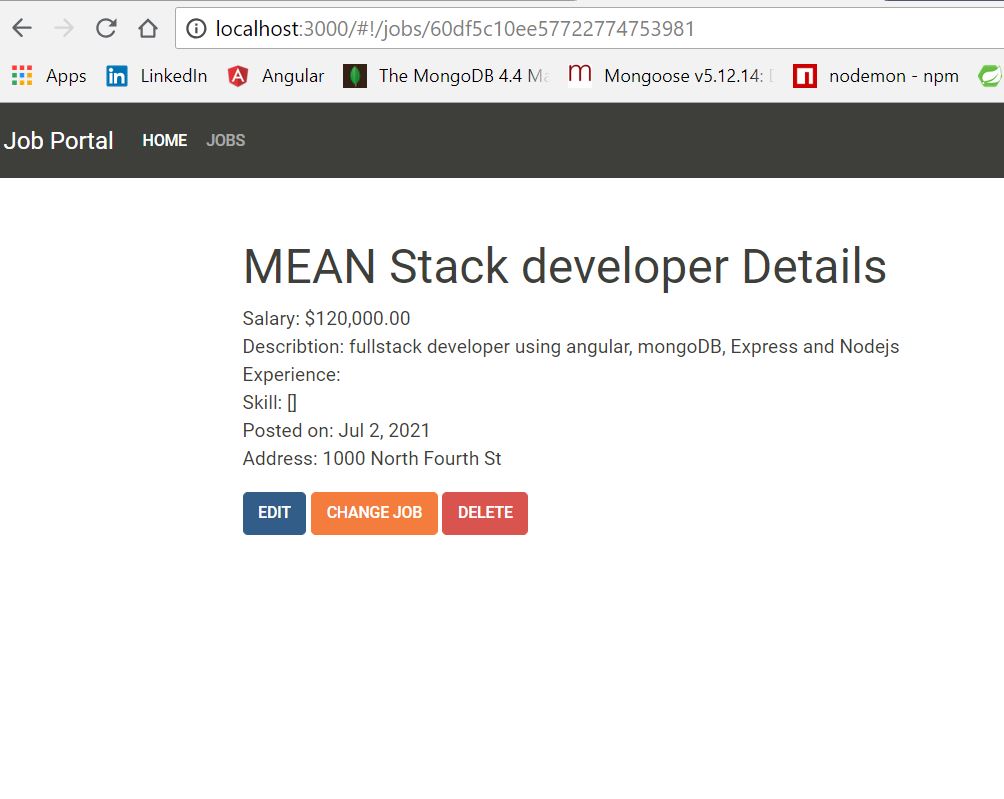 localhost:3000/#!/jobs/60df5c10ee57722774753981
Apps LinkedIn Angular The MongoDB 4.4 Mongoose v5.12.14: nodemon - npm
Job Portal HOME JOBS
MEAN Stack developer Details
Salary: $120,000.00
Describtion: fullstack developer using angular, mongoDB, Express and Nodejs
Experience:
Skill: []
Posted on: Jul 2, 2021
Address: 1000 North Fourth St
EDIT CHANGE JOB DELETE